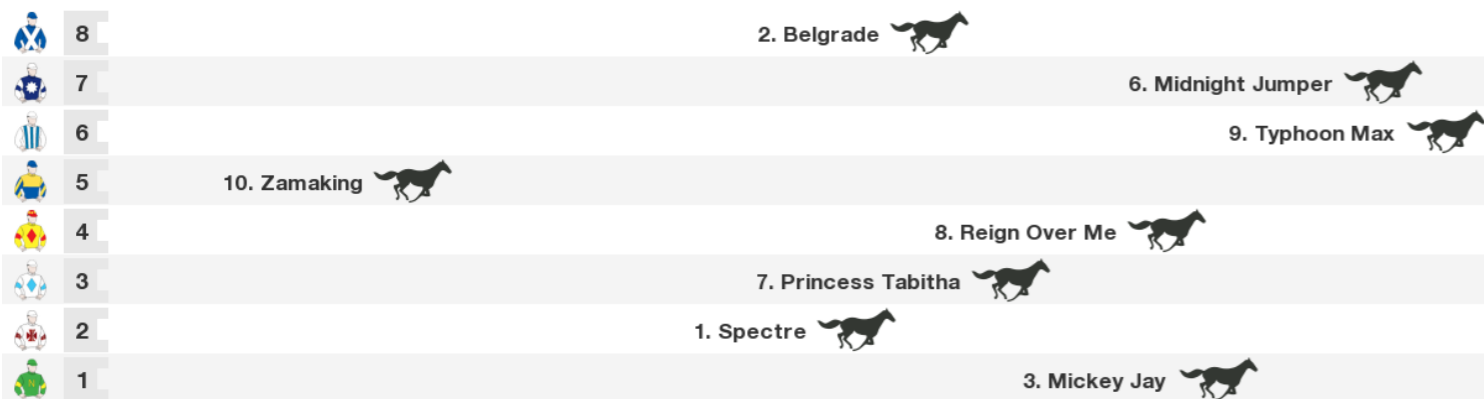 8 2. Belgrade
7 6. Midnight Jumper
6 9. Typhoon Max
5 10. Zamaking
4 8. Reign Over Me
3 7. Princess Tabitha
2 1. Spectre
N 1 3. Mickey Jay